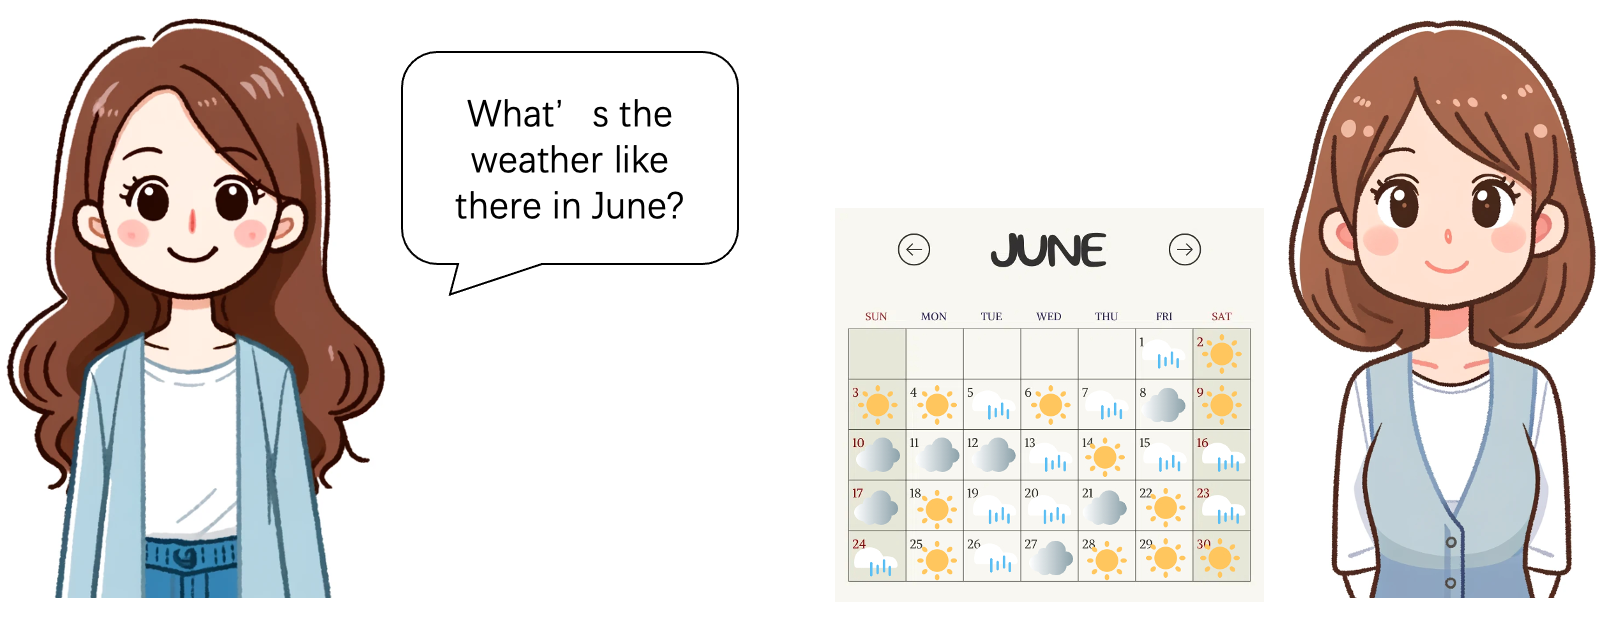 What’ s the
weather like
there in June?
JUNE
SUN MON TUE WED THU FRI SAT
1 2
3 4 5 6 7 8 9
10 11 12 13 14 15 16
17 18 19 20 21 22 23
24 25 26 27 28 29 30